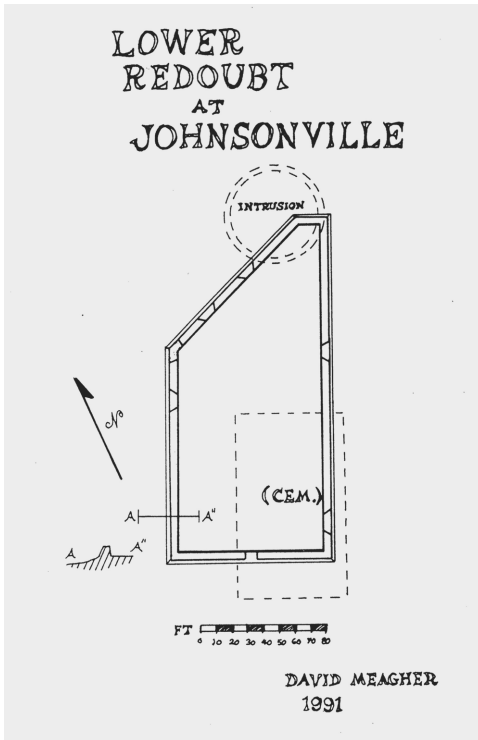 LOWER
REDOUBT
AT
JOHNSONVILLE
INTRUSION
N
(CEM.)
A A"
A A"
FT 0 10 20 30 40 50 60 70 80
DAVID MEAGHER
1991